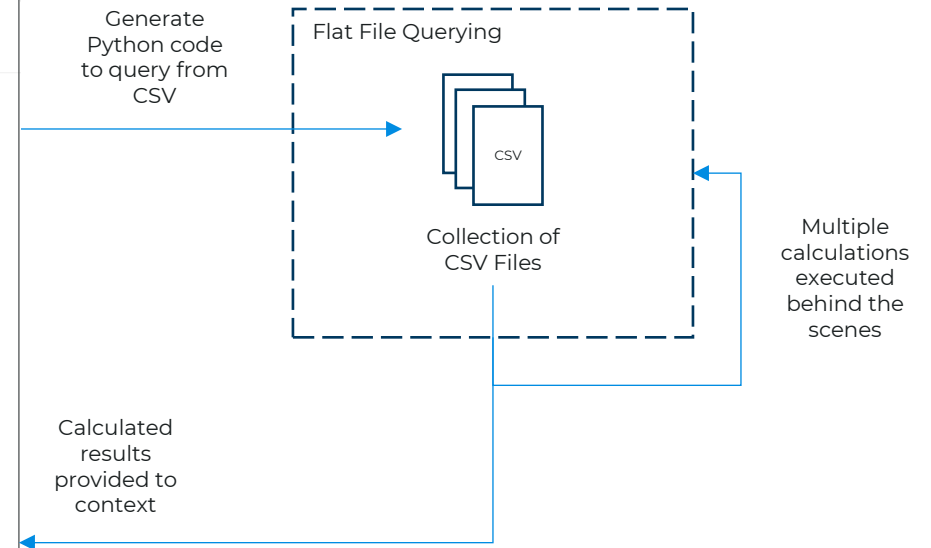 Generate
Python code
to query from
CSV
Flat File Querying
CSV
Collection of
CSV Files
Multiple
calculations
executed
behind the
scenes
Calculated
results
provided to
context